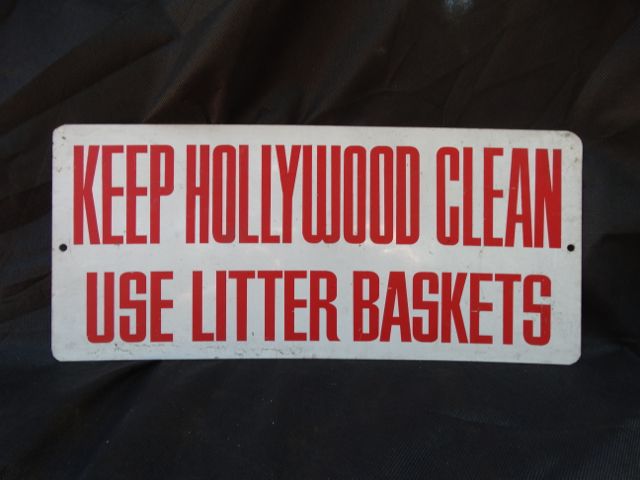 KEEP HOLLYWOOD CLEAN
USE LITTER BASKETS